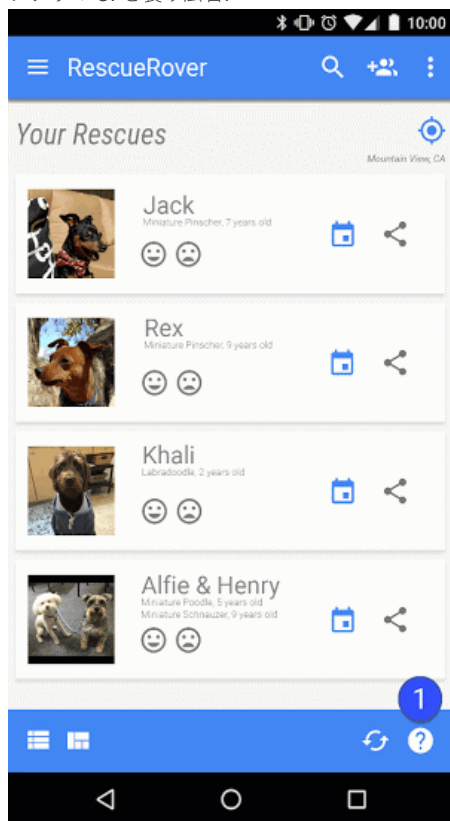 10:00
RescueRover
Your Rescues
Mountain View, CA
Jack
Miniature Pinscher, 7 years old
Rex
Miniature Pinscher, 9 years old
Khali
Labradoodle, 2 years old
Alfie & Henry
Miniature Poodle, 5 years old
Miniature Schnauzer, 9 years old
1
?